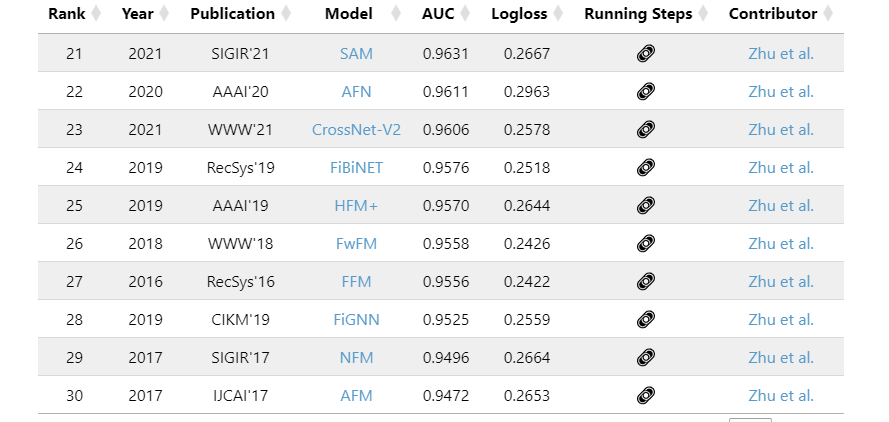 Rank Year Publication Model AUC Logloss Running Steps Contributor
21 2021 SIGIR'21 SAM 0.9631 0.2667 Zhu et al.
22 2020 AAAI'20 AFN 0.9611 0.2963 Zhu et al.
23 2021 WWW'21 CrossNet-V2 0.9606 0.2578 Zhu et al.
24 2019 RecSys'19 FiBiNET 0.9576 0.2518 Zhu et al.
25 2019 AAAI'19 HFM+ 0.9570 0.2644 Zhu et al.
26 2018 WWW'18 FwFM 0.9558 0.2426 Zhu et al.
27 2016 RecSys'16 FFM 0.9556 0.2422 Zhu et al.
28 2019 CIKM'19 FiGNN 0.9525 0.2559 Zhu et al.
29 2017 SIGIR'17 NFM 0.9496 0.2664 Zhu et al.
30 2017 IJCAI'17 AFM 0.9472 0.2653 Zhu et al.